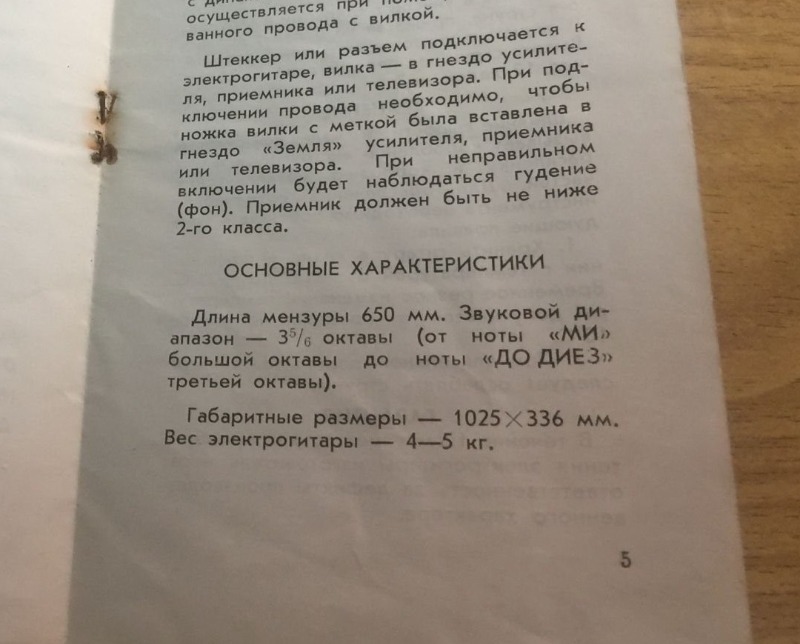 осуществляется при
ванного провода с вилкой.
Штеккер или разъем подключается к
электрогитаре, вилка — в гнездо усилите-
ля, приемника или телевизора. При под-
ключении провода необходимо, чтобы
ножка вилки с меткой была вставлена в
гнездо «Земля» усилителя, приемника
или телевизора. При неправильном
включении будет наблюдаться гудение
(фон). Приемник должен быть не ниже
2-го класса.
ОСНОВНЫЕ ХАРАКТЕРИСТИКИ
Длина мензуры 650 мм. Звуковой ди-
апазон — 3⁵/₆ октавы (от ноты «МИ»
большой октавы до ноты «ДО ДИЕЗ»
третьей октавы).
Габаритные размеры — 1025×336 мм.
Вес электрогитары — 4—5 кг.
5